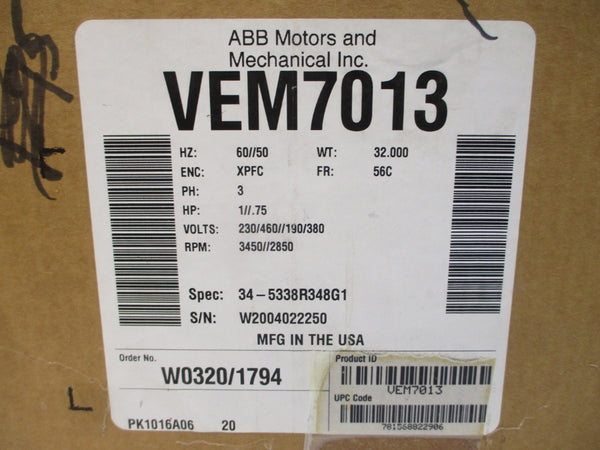 ABB Motors and
Mechanical Inc.
VEM7013
HZ: 60//50 WT: 32.000
ENC: XPFC FR: 56C
PH: 3
HP: 1//.75
VOLTS: 230/460//190/380
RPM: 3450//2850
Spec: 34-5338R348G1
S/N: W2004022250
MFG IN THE USA
Order No. Product ID
W0320/1794
VEM7013
UPC Code
781568822906
PK1016A06 20
L